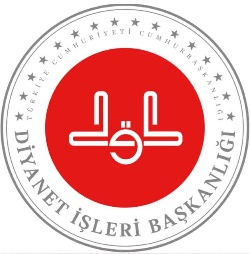 TÜRKİYE CUMHURİYETİ CUMHURBAŞKANLIĞI
DİYANET İŞLERİ BAŞKANLIĞI